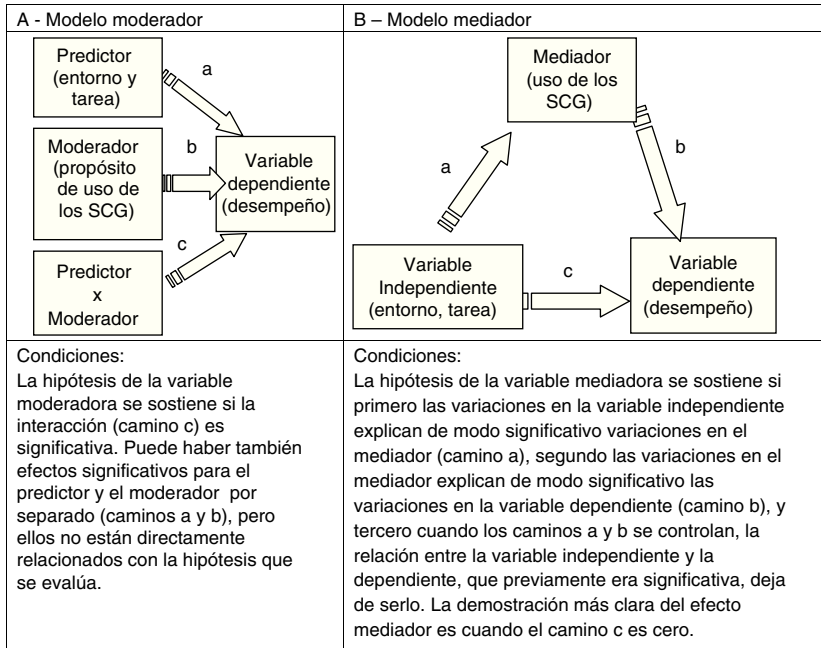 A - Modelo moderador
Predictor
(entorno y
tarea)
a
Moderador
(propósito
de uso de
los SCG)
b
Variable
dependiente
(desempeño)
c
Predictor
x
Moderador
Condiciones:
La hipótesis de la variable
moderadora se sostiene si la
interacción (camino c) es
significativa. Puede haber también
efectos significativos para el
predictor y el moderador por
separado (caminos a y b), pero
ellos no están directamente
relacionados con la hipótesis que
se evalúa.
B – Modelo mediador
Mediador
(uso de los
SCG)
a
b
Variable
Independiente
(entorno, tarea)
c
Variable
dependiente
(desempeño)
Condiciones:
La hipótesis de la variable mediadora se sostiene si
primero las variaciones en la variable independiente
explican de modo significativo variaciones en el
mediador (camino a), segundo las variaciones en el
mediador explican de modo significativo las
variaciones en la variable dependiente (camino b), y
tercero cuando los caminos a y b se controlan, la
relación entre la variable independiente y la
dependiente, que previamente era significativa, deja
de serlo. La demostración más clara del efecto
mediador es cuando el camino c es cero.